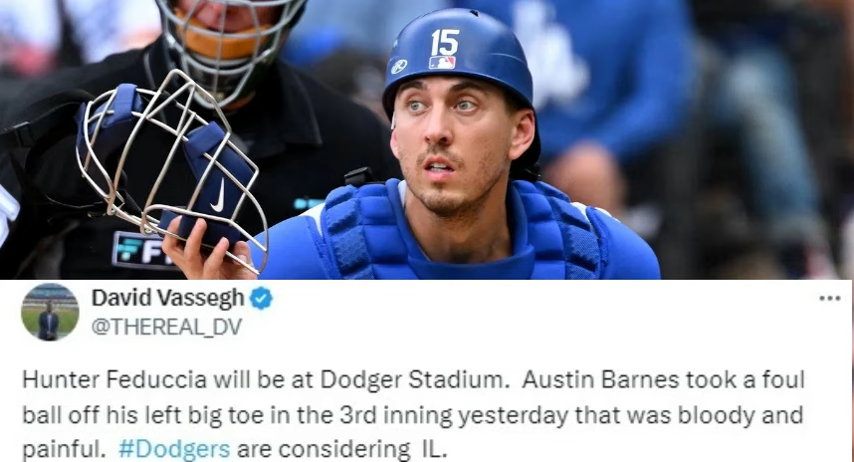 15
F
David Vassegh
@THEREAL_DV
Hunter Feduccia will be at Dodger Stadium. Austin Barnes took a foul
ball off his left big toe in the 3rd inning yesterday that was bloody and
painful. #Dodgers are considering IL.